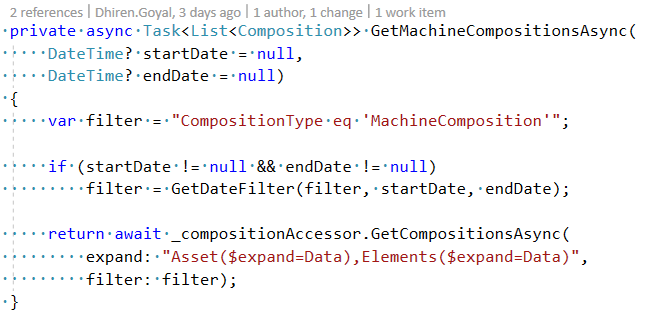 2 references | Dhiren.Goyal, 3 days ago | 1 author, 1 change | 1 work item
private async Task<List<Composition>> GetMachineCompositionsAsync(
    DateTime? startDate = null,
    DateTime? endDate = null)
{
    var filter = "CompositionType eq 'MachineComposition'";

    if (startDate != null && endDate != null)
        filter = GetDateFilter(filter, startDate, endDate);

    return await _compositionAccessor.GetCompositionsAsync(
        expand: "Asset($expand=Data),Elements($expand=Data)",
        filter: filter);
}